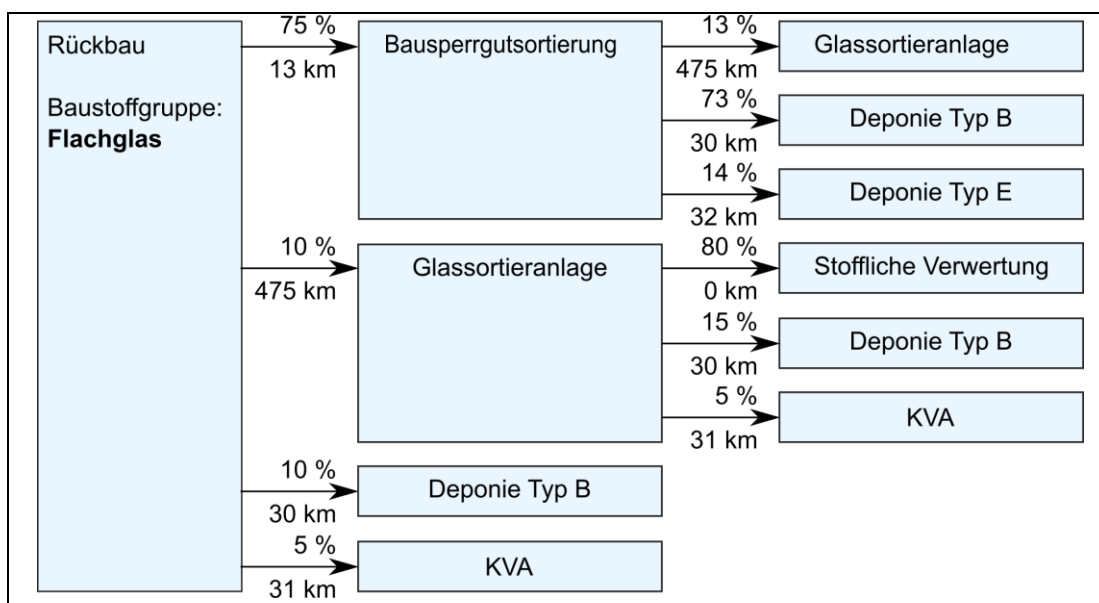 Rückbau
Baustoffgruppe:
Flachglas
75 %
13 km
Bausperrgutsortierung
13 %
475 km
Glassortieranlage
73 %
30 km
Deponie Typ B
14 %
32 km
Deponie Typ E
10 %
475 km
Glassortieranlage
80 %
0 km
Stoffliche Verwertung
15 %
30 km
Deponie Typ B
5 %
31 km
KVA
10 %
30 km
Deponie Typ B
5 %
31 km
KVA